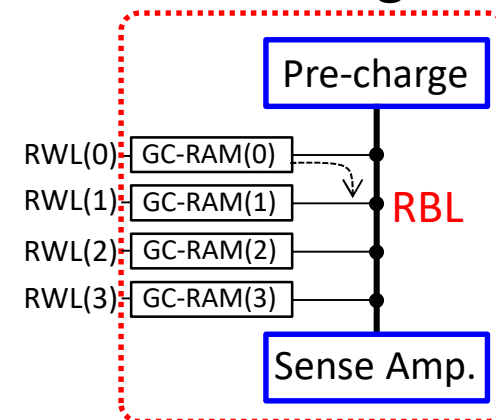 Pre-charge
RWL(0) GC-RAM(0)
RWL(1) GC-RAM(1) RBL
RWL(2) GC-RAM(2)
RWL(3) GC-RAM(3)
Sense Amp.